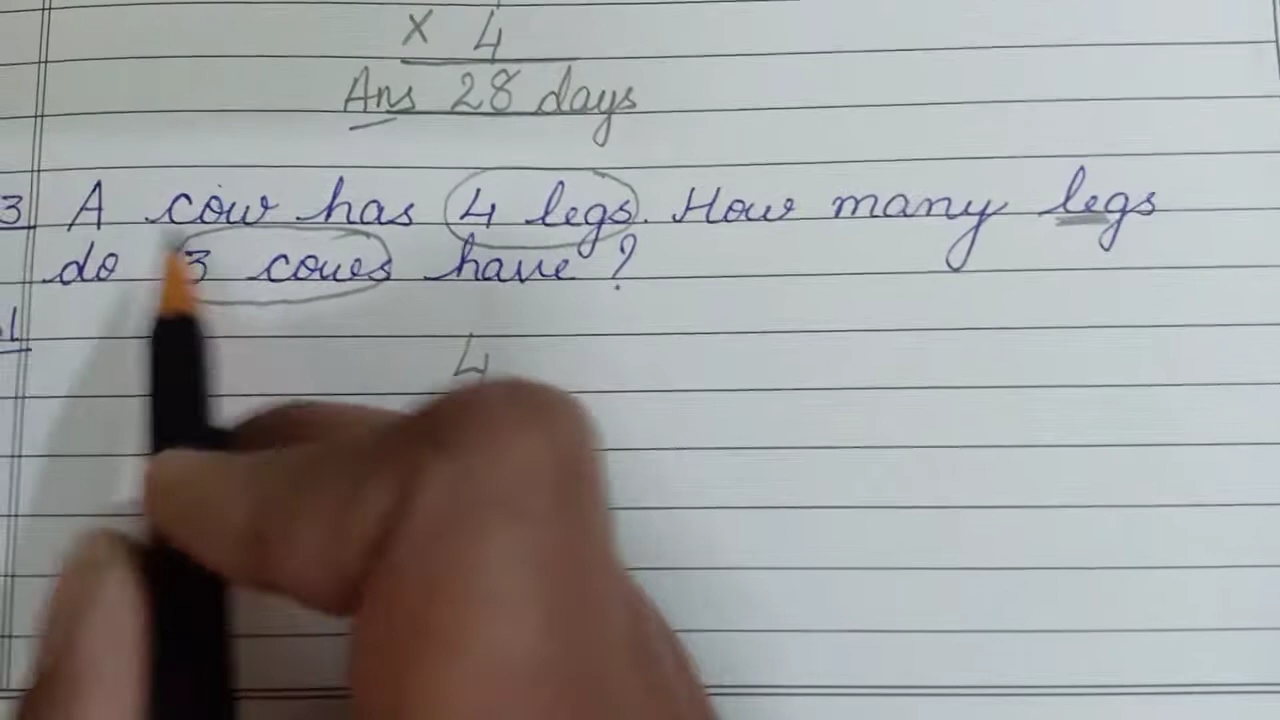 × 4
Ans 28 days
3 A cow has 4 legs. How many legs
do 3 cows have?
4